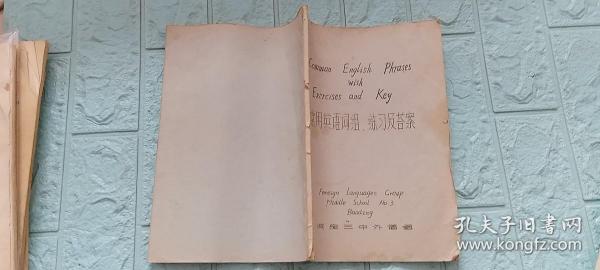 Common English Phrases
with
Exercises and Key
常用英语词组、练习及答案
Foreign Languages Group
Middle School No 3
Baoding
保定三中外语组
孔夫子旧书网
www.kongfz.com